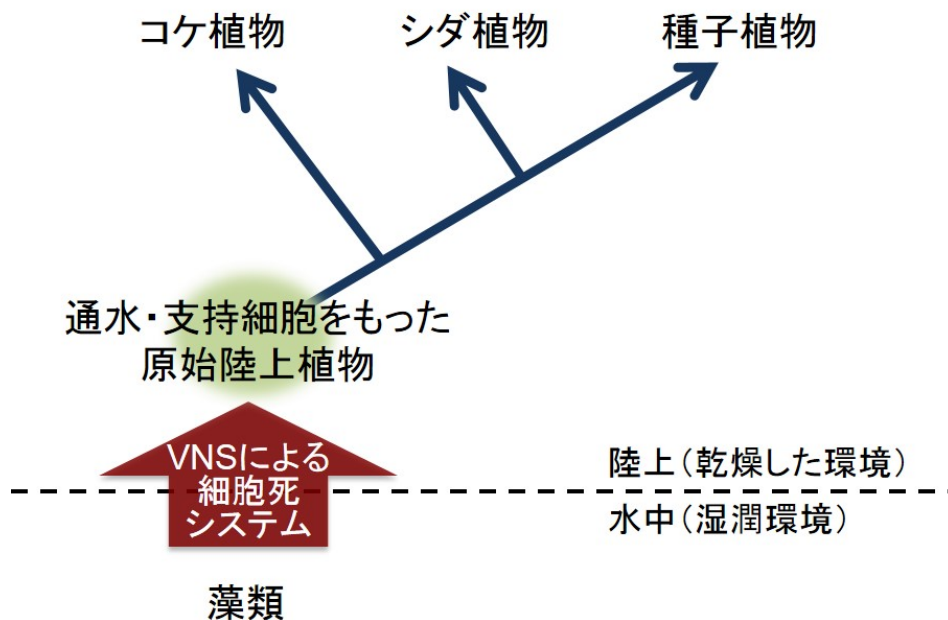 コケ植物
シダ植物
種子植物
通水・支持細胞をもった
原始陸上植物
VNSによる
細胞死
システム
陸上（乾燥した環境）
水中（湿潤環境）
藻類